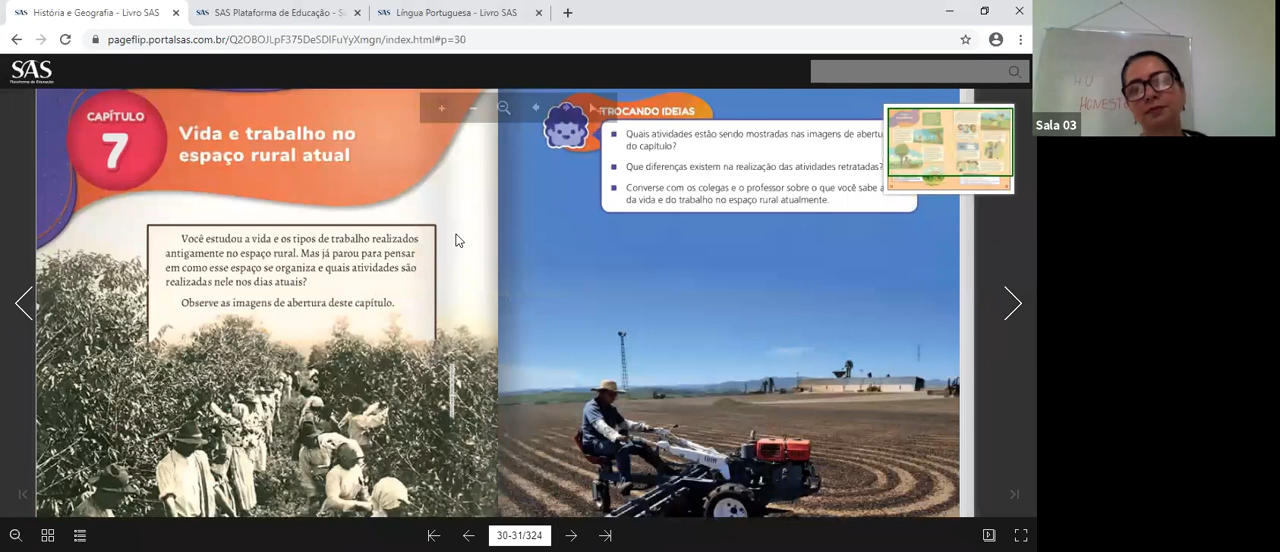 História e Geografia - Livro SAS
SAS Plataforma de Educação - S
Língua Portuguesa - Livro SAS
pageflip.portalsas.com.br/Q2OBOJLpF375DeSDIFuYyXmgn/index.html#p=30
SAS
Plataforma de Educação
CAPÍTULO
7
Vida e trabalho no
espaço rural atual
Você estudou a vida e os tipos de trabalho realizados
antigamente no espaço rural. Mas já parou para pensar
em como esse espaço se organiza e quais atividades são
realizadas nele nos dias atuais?
Observe as imagens de abertura deste capítulo.
TROCANDO IDEIAS
Quais atividades estão sendo mostradas nas imagens de abertu
do capítulo?
Que diferenças existem na realização das atividades retratadas?
Converse com os colegas e o professor sobre o que você sabe a
da vida e do trabalho no espaço rural atualmente.
30-31/324
HONEST
Sala 03